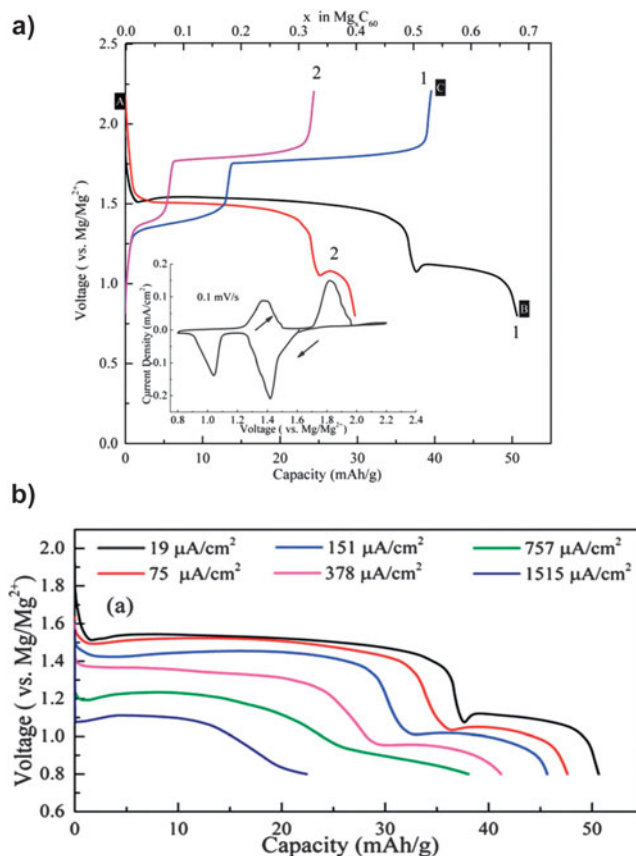 a)
x in MgₓC₆₀
0.0 0.1 0.2 0.3 0.4 0.5 0.6 0.7
2.5
2.0
1.5
1.0
0.5
0.0
Voltage ( vs. Mg/Mg²⁺)
A
2
1
C
2
B
1
0.2
0.1
0.0
0.1
0.2
Current Density (mA/cm²)
0.1 mV/s
0.8 1.2 1.6 2.0 2.4
Voltage ( vs. Mg/Mg²⁺)
0 10 20 30 40 50
Capacity (mAh/g)
b)
2.0
1.8
1.6
1.4
1.2
1.0
0.8
0.6
Voltage ( vs. Mg/Mg²⁺)
19 μA/cm² 151 μA/cm² 757 μA/cm²
75 μA/cm² 378 μA/cm² 1515 μA/cm²
(a)
0 10 20 30 40 50
Capacity (mAh/g)